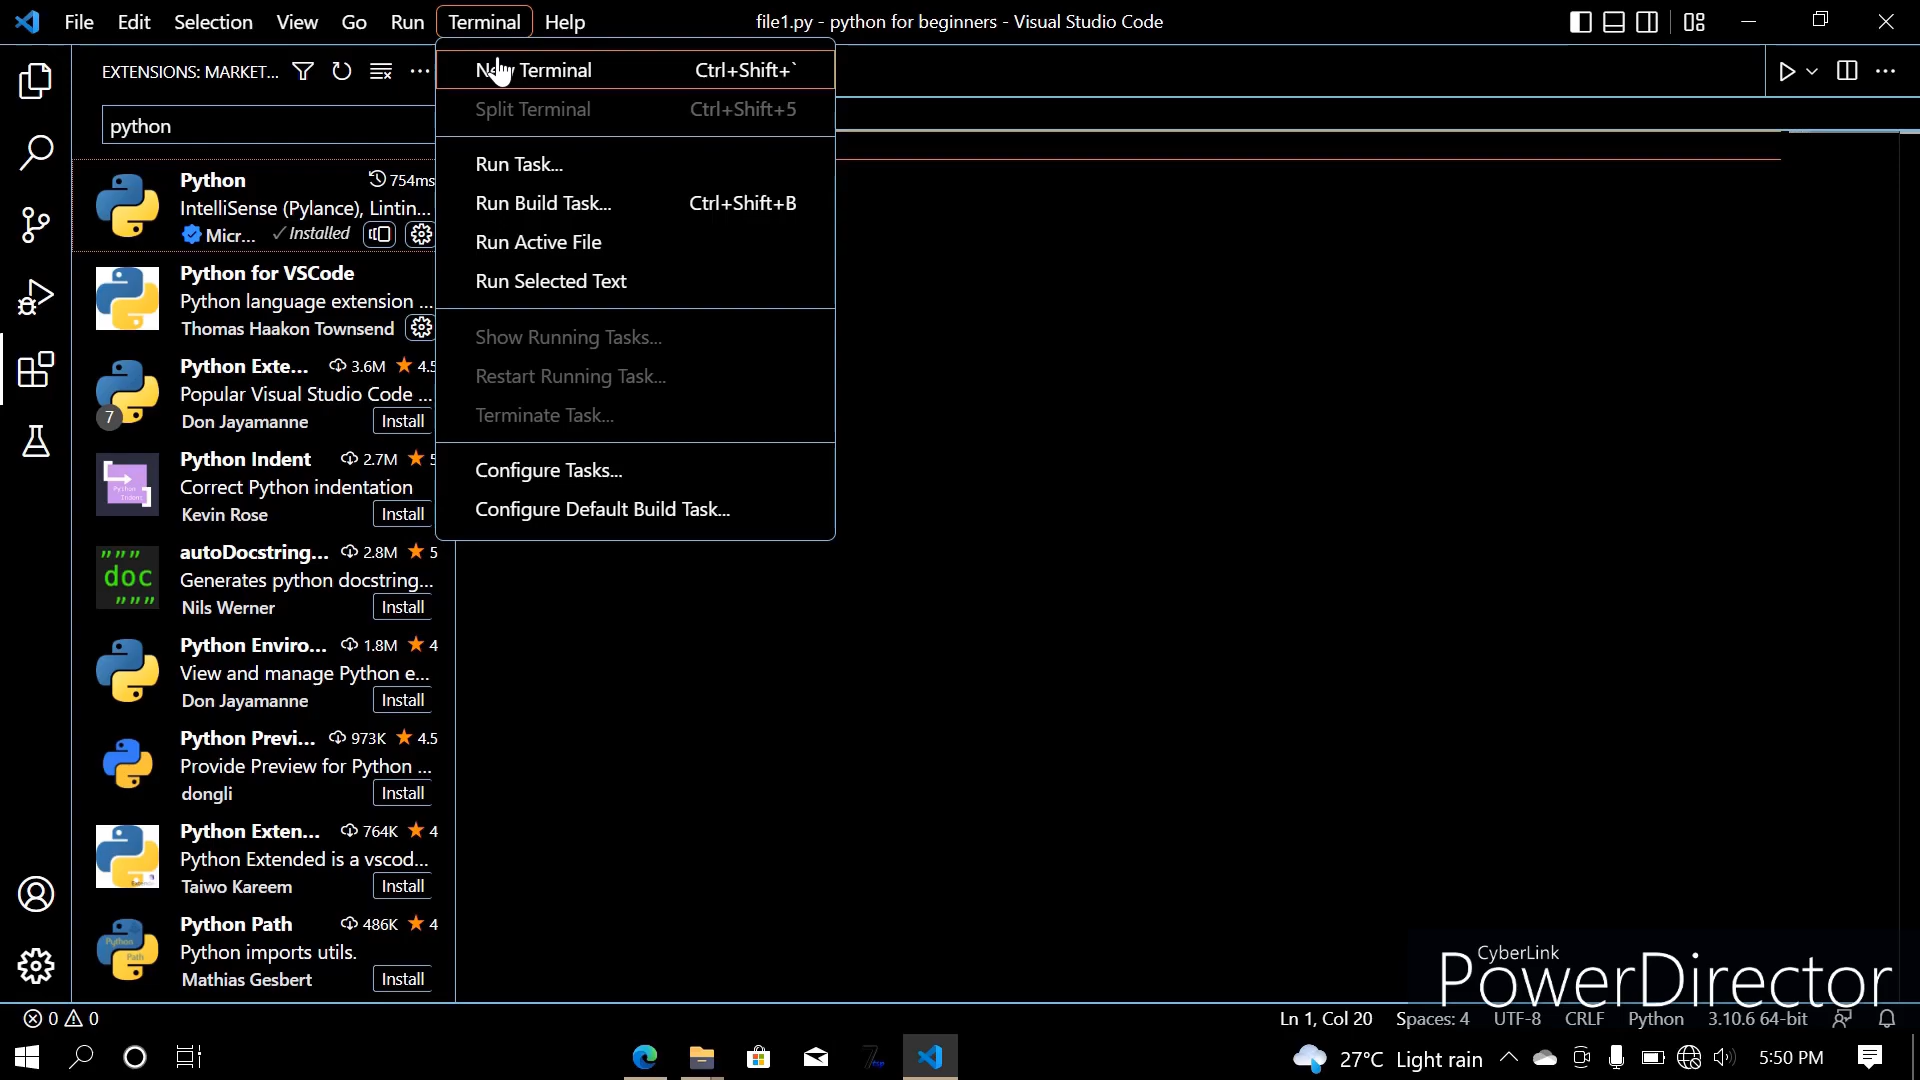 File Edit Selection View Go Run Terminal Help
file1.py - python for beginners - Visual Studio Code
EXTENSIONS: MARKET...
python
Python 754ms
IntelliSense (Pylance), Lintin...
Micr... ✓Installed
Python for VSCode
Python language extension ...
Thomas Haakon Townsend
Python Exte... 3.6M ★ 4.5
Popular Visual Studio Code ...
7
Don Jayamanne Install
Python Indent 2.7M ★ 5
Correct Python indentation
Kevin Rose Install
autoDocstring... 2.8M ★ 5
""" doc """
Generates python docstring...
Nils Werner Install
Python Enviro... 1.8M ★ 4
View and manage Python e...
Don Jayamanne Install
Python Previ... 973K ★ 4.5
Provide Preview for Python ...
dongli Install
Python Exten... 764K ★ 4
Python Extended is a vscod...
Taiwo Kareem Install
Python Path 486K ★ 4
Python imports utils.
Mathias Gesbert Install
New Terminal Ctrl+Shift+`
Split Terminal Ctrl+Shift+5
Run Task...
Run Build Task... Ctrl+Shift+B
Run Active File
Run Selected Text
Show Running Tasks...
Restart Running Task...
Terminate Task...
Configure Tasks...
Configure Default Build Task...
CyberLink
PowerDirector
0 0
Ln 1, Col 20 Spaces: 4 UTF-8 CRLF Python 3.10.6 64-bit
27°C Light rain 5:50 PM